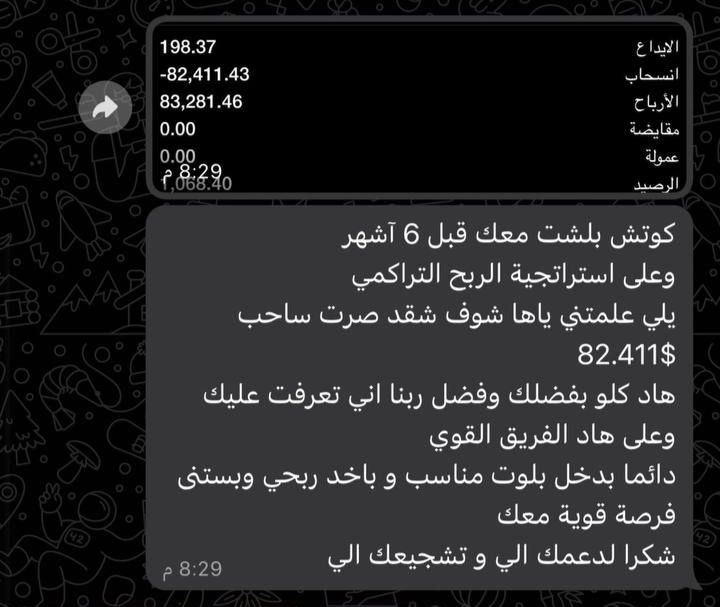 الايداع 198.37
انسحاب -82,411.43
الأرباح 83,281.46
مقايضة 0.00
عمولة 0.00
8:29 م
الرصيد 1,068.40
كوتش بلشت معك قبل 6 آشهر
وعلى استراتجية الربح التراكمي
يلي علمتني ياها شوف شقد صرت ساحب
82.411$
هاد كلو بفضلك وفضل ربنا اني تعرفت عليك
وعلى هاد الفريق القوي
دائما بدخل بلوت مناسب و باخد ربحي وبستنى
فرصة قوية معك
شكرا لدعمك الي و تشجيعك الي
8:29 م